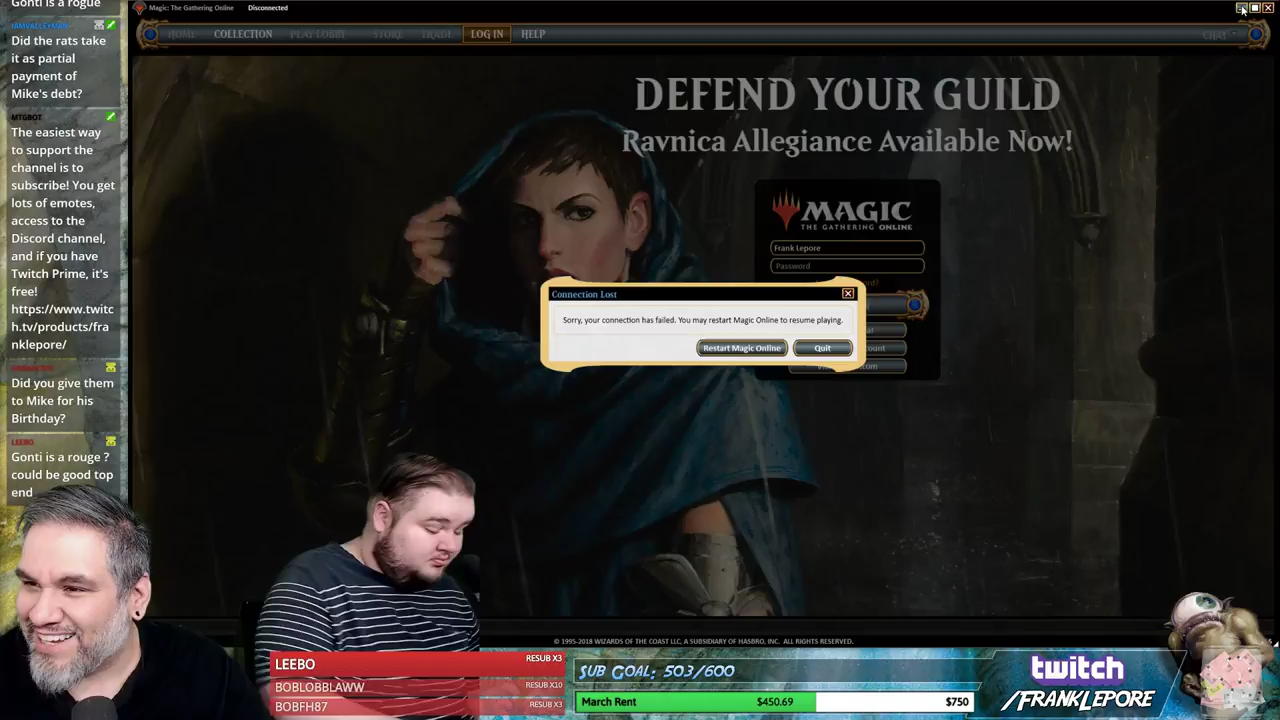 Gonti is a rogue
IAMVALLEYMAN
Did the rats take
it as partial
payment of
Mike's debt?
MTGBOT
The easiest way
to support the
channel is to
subscribe! You get
lots of emotes,
access to the
Discord channel,
and if you have
Twitch Prime, it's
free!
https://www.twitc
h.tv/products/fra
nklepore/
Did you give them
to Mike for his
Birthday?
LEEBO
Gonti is a rouge ?
could be good top
end
Magic: The Gathering Online
Disconnected
HOME
COLLECTION
PLAY LOBBY
STORE
TRADE
LOG IN
HELP
CHAT
DEFEND YOUR GUILD
Ravnica Allegiance Available Now!
MAGIC
THE GATHERING ONLINE
Frank Lepore
Password
Connection Lost
Sorry, your connection has failed. You may restart Magic Online to resume playing.
Restart Magic Online
Quit
© 1995-2018 WIZARDS OF THE COAST LLC, A SUBSIDIARY OF HASBRO, INC. ALL RIGHTS RESERVED.
LEEBO RESUB X3
BOBLOBBLAWW RESUB X10
BOBFH87 RESUB X3
SUB GOAL: 503/600
March Rent $450.69 $750
twitch
/FRANKLEPORE